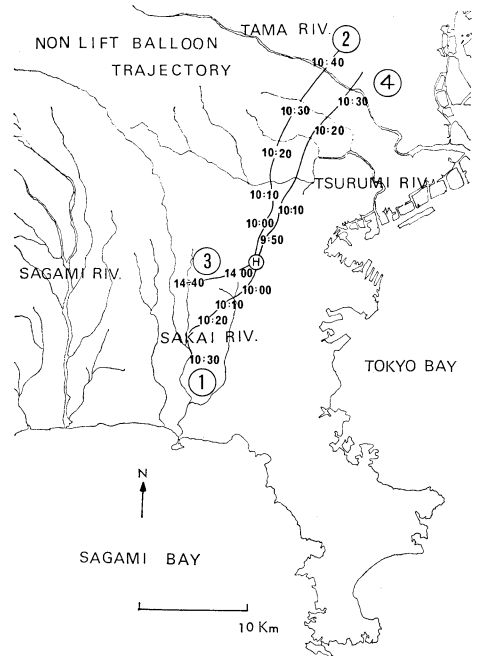 TAMA RIV.
NON LIFT BALLOON
TRAJECTORY
2
10:40
4
10:30
10:30
10:20
10:20
TSURUMI RIV.
10:10
10:10
10:00
9:50
H
3
14 00
SAGAMI RIV.
14:40
10:00
10:10
10:20
SAKAI RIV.
10:30
TOKYO BAY
1
N
SAGAMI BAY
10 Km